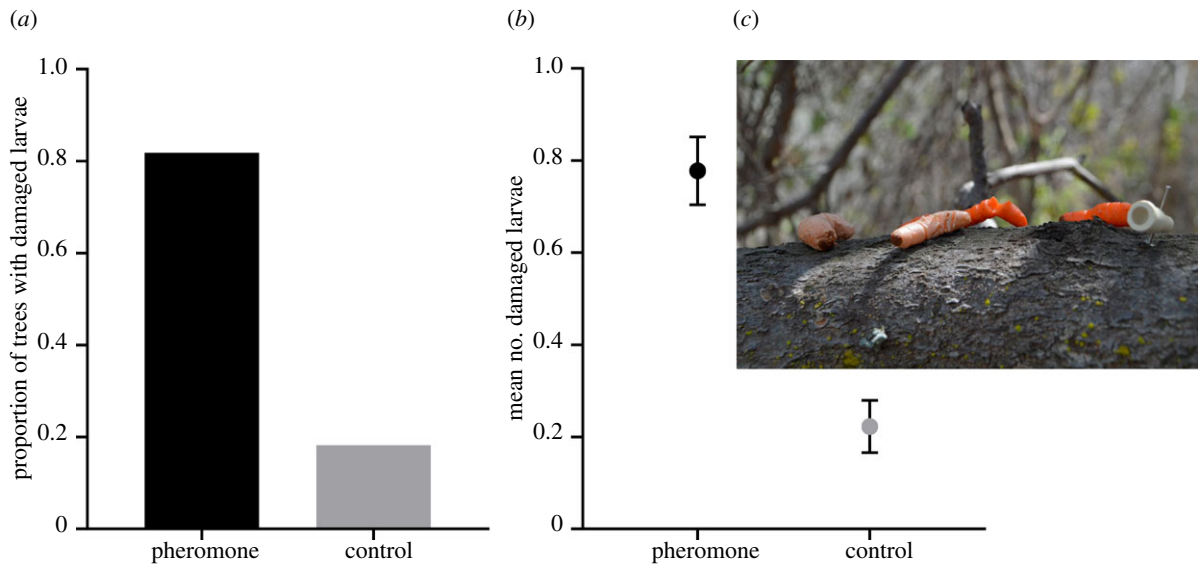 (a)
proportion of trees with damaged larvae
1.0
0.8
0.6
0.4
0.2
0
pheromone
control
(b)
mean no. damaged larvae
1.0
0.8
0.6
0.4
0.2
0
pheromone
control
(c)